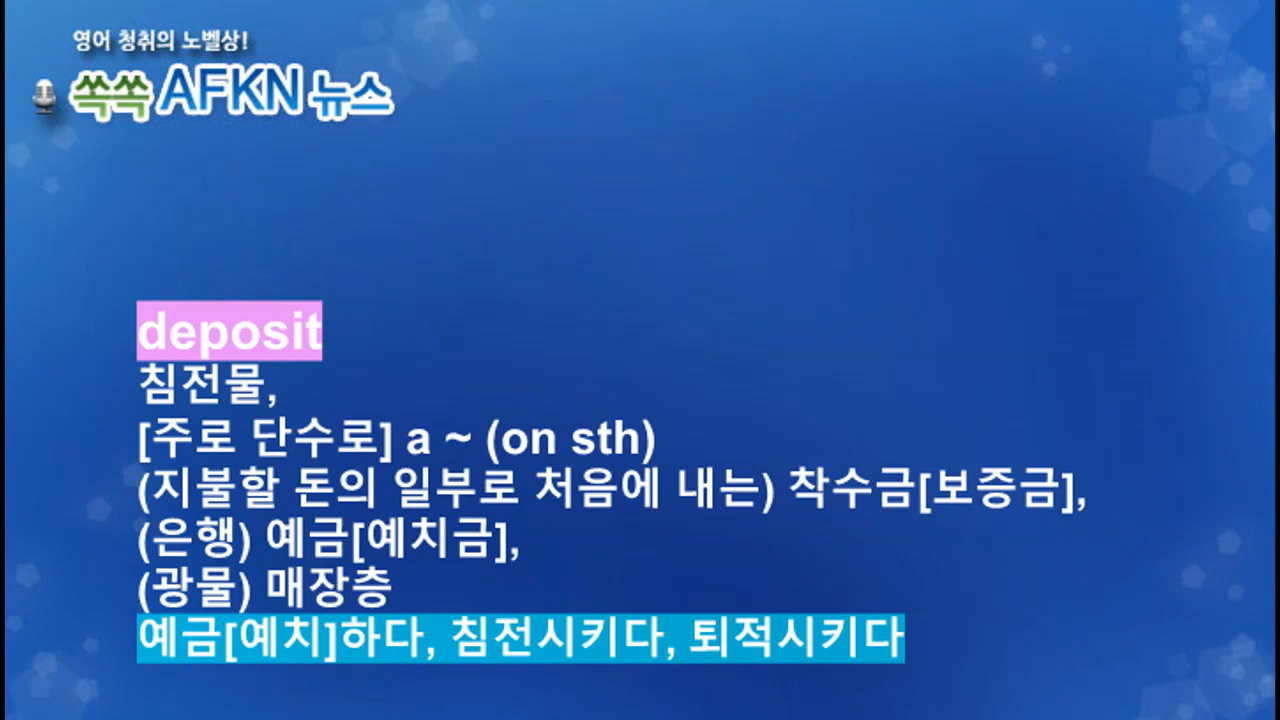 영어 청취의 노벨상!
쏙쏙 AFKN 뉴스
deposit
침전물,
[주로 단수로] a ~ (on sth)
(지불할 돈의 일부로 처음에 내는) 착수금[보증금],
(은행) 예금[예치금],
(광물) 매장층
예금[예치]하다, 침전시키다, 퇴적시키다